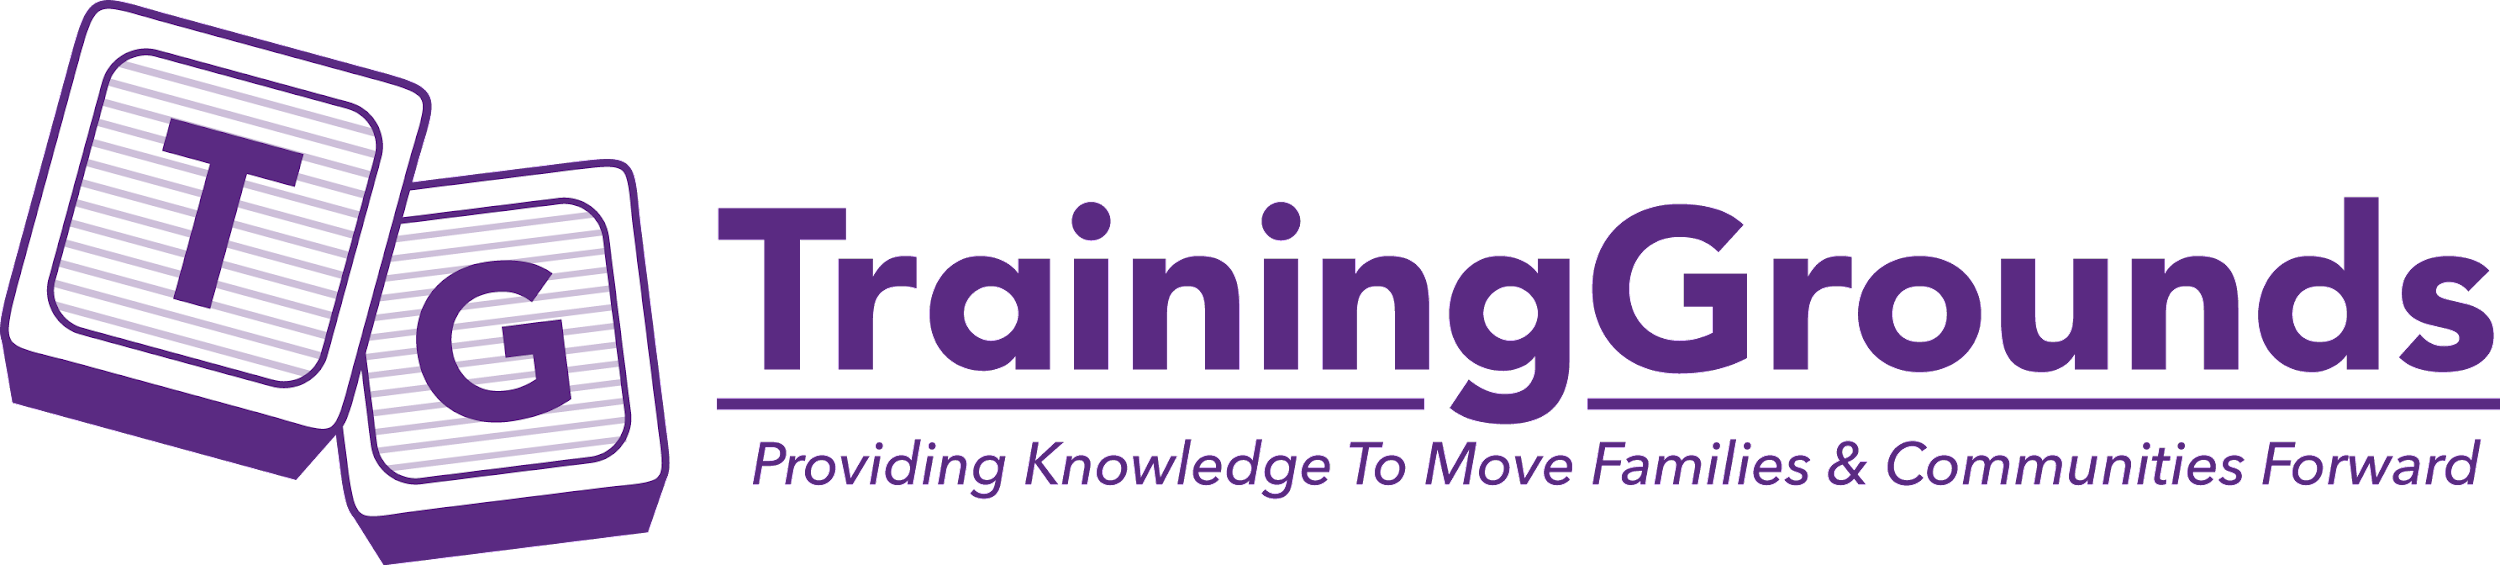 T
G
TrainingGrounds
Providing Knowledge To Move Families & Communities Forward